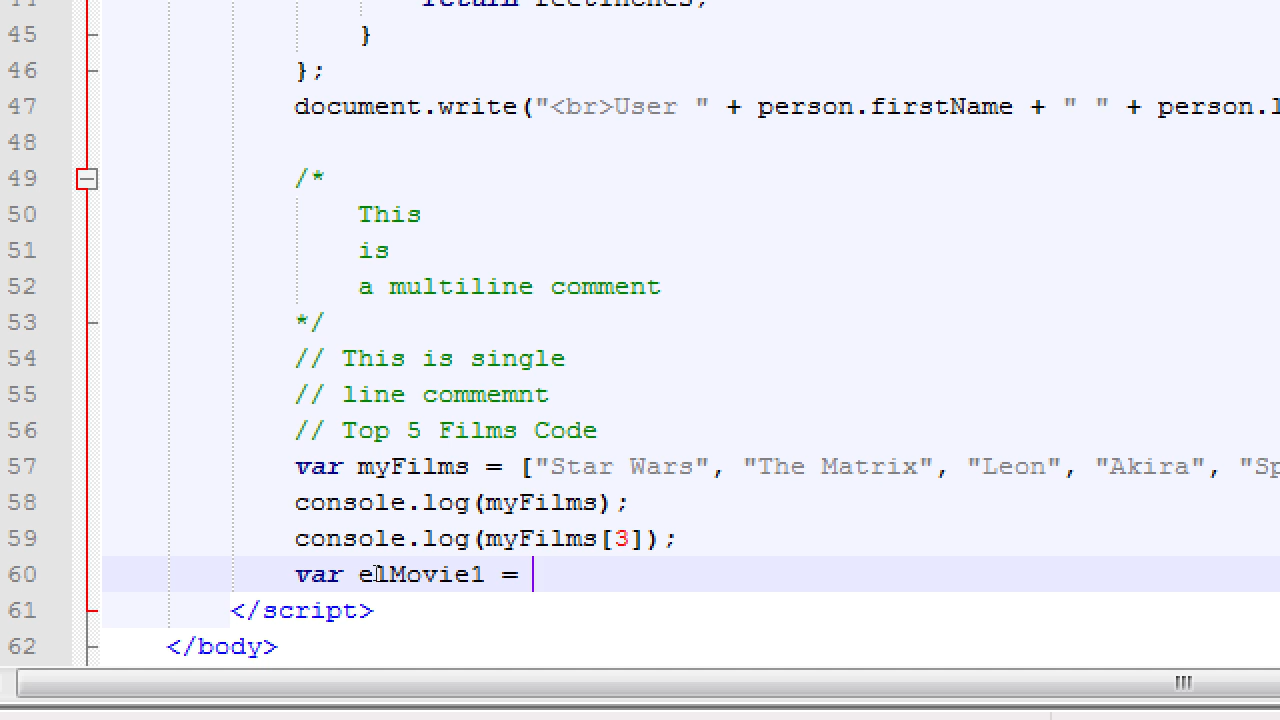 44 return feetInches;
45 }
46 };
47 document.write("<br>User " + person.firstName + " " + person.l
48
49 /*
50 This
51 is
52 a multiline comment
53 */
54 // This is single
55 // line commemnt
56 // Top 5 Films Code
57 var myFilms = ["Star Wars", "The Matrix", "Leon", "Akira", "Sp
58 console.log(myFilms);
59 console.log(myFilms[3]);
60 var elMovie1 =
61 </script>
62 </body>